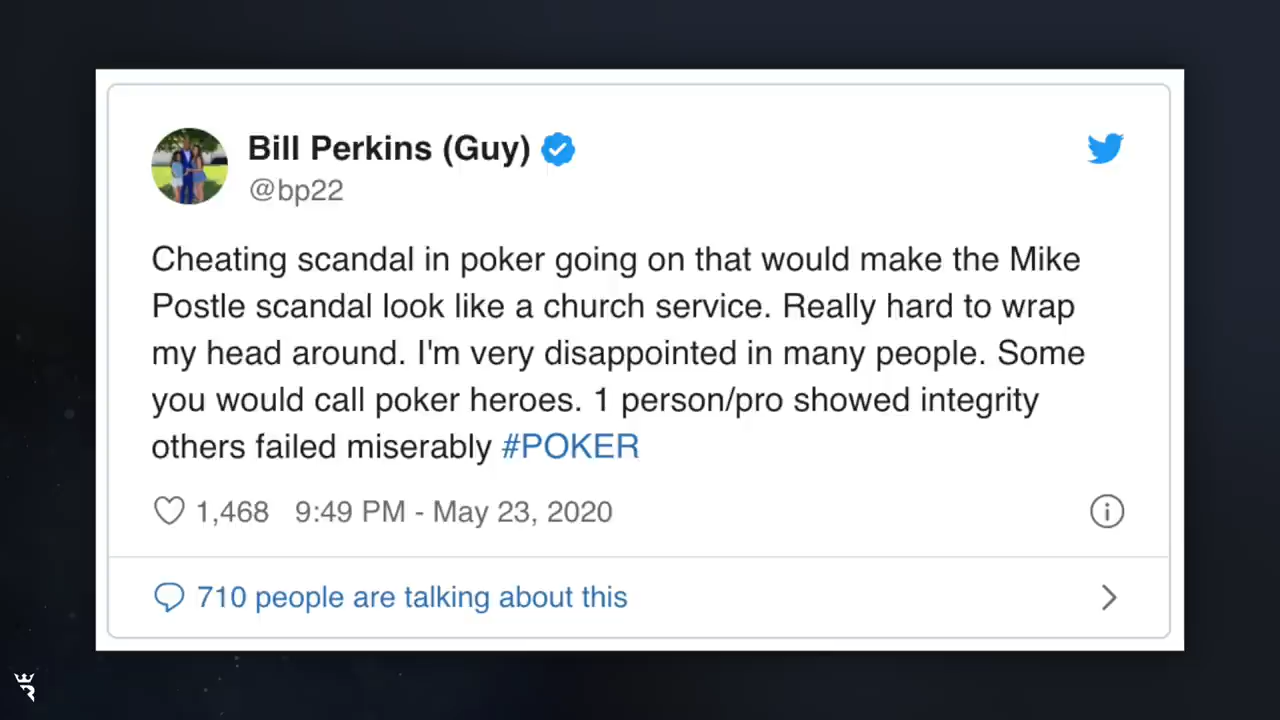 Bill Perkins (Guy)
@bp22
Cheating scandal in poker going on that would make the Mike
Postle scandal look like a church service. Really hard to wrap
my head around. I'm very disappointed in many people. Some
you would call poker heroes. 1 person/pro showed integrity
others failed miserably #POKER
1,468 9:49 PM - May 23, 2020
710 people are talking about this